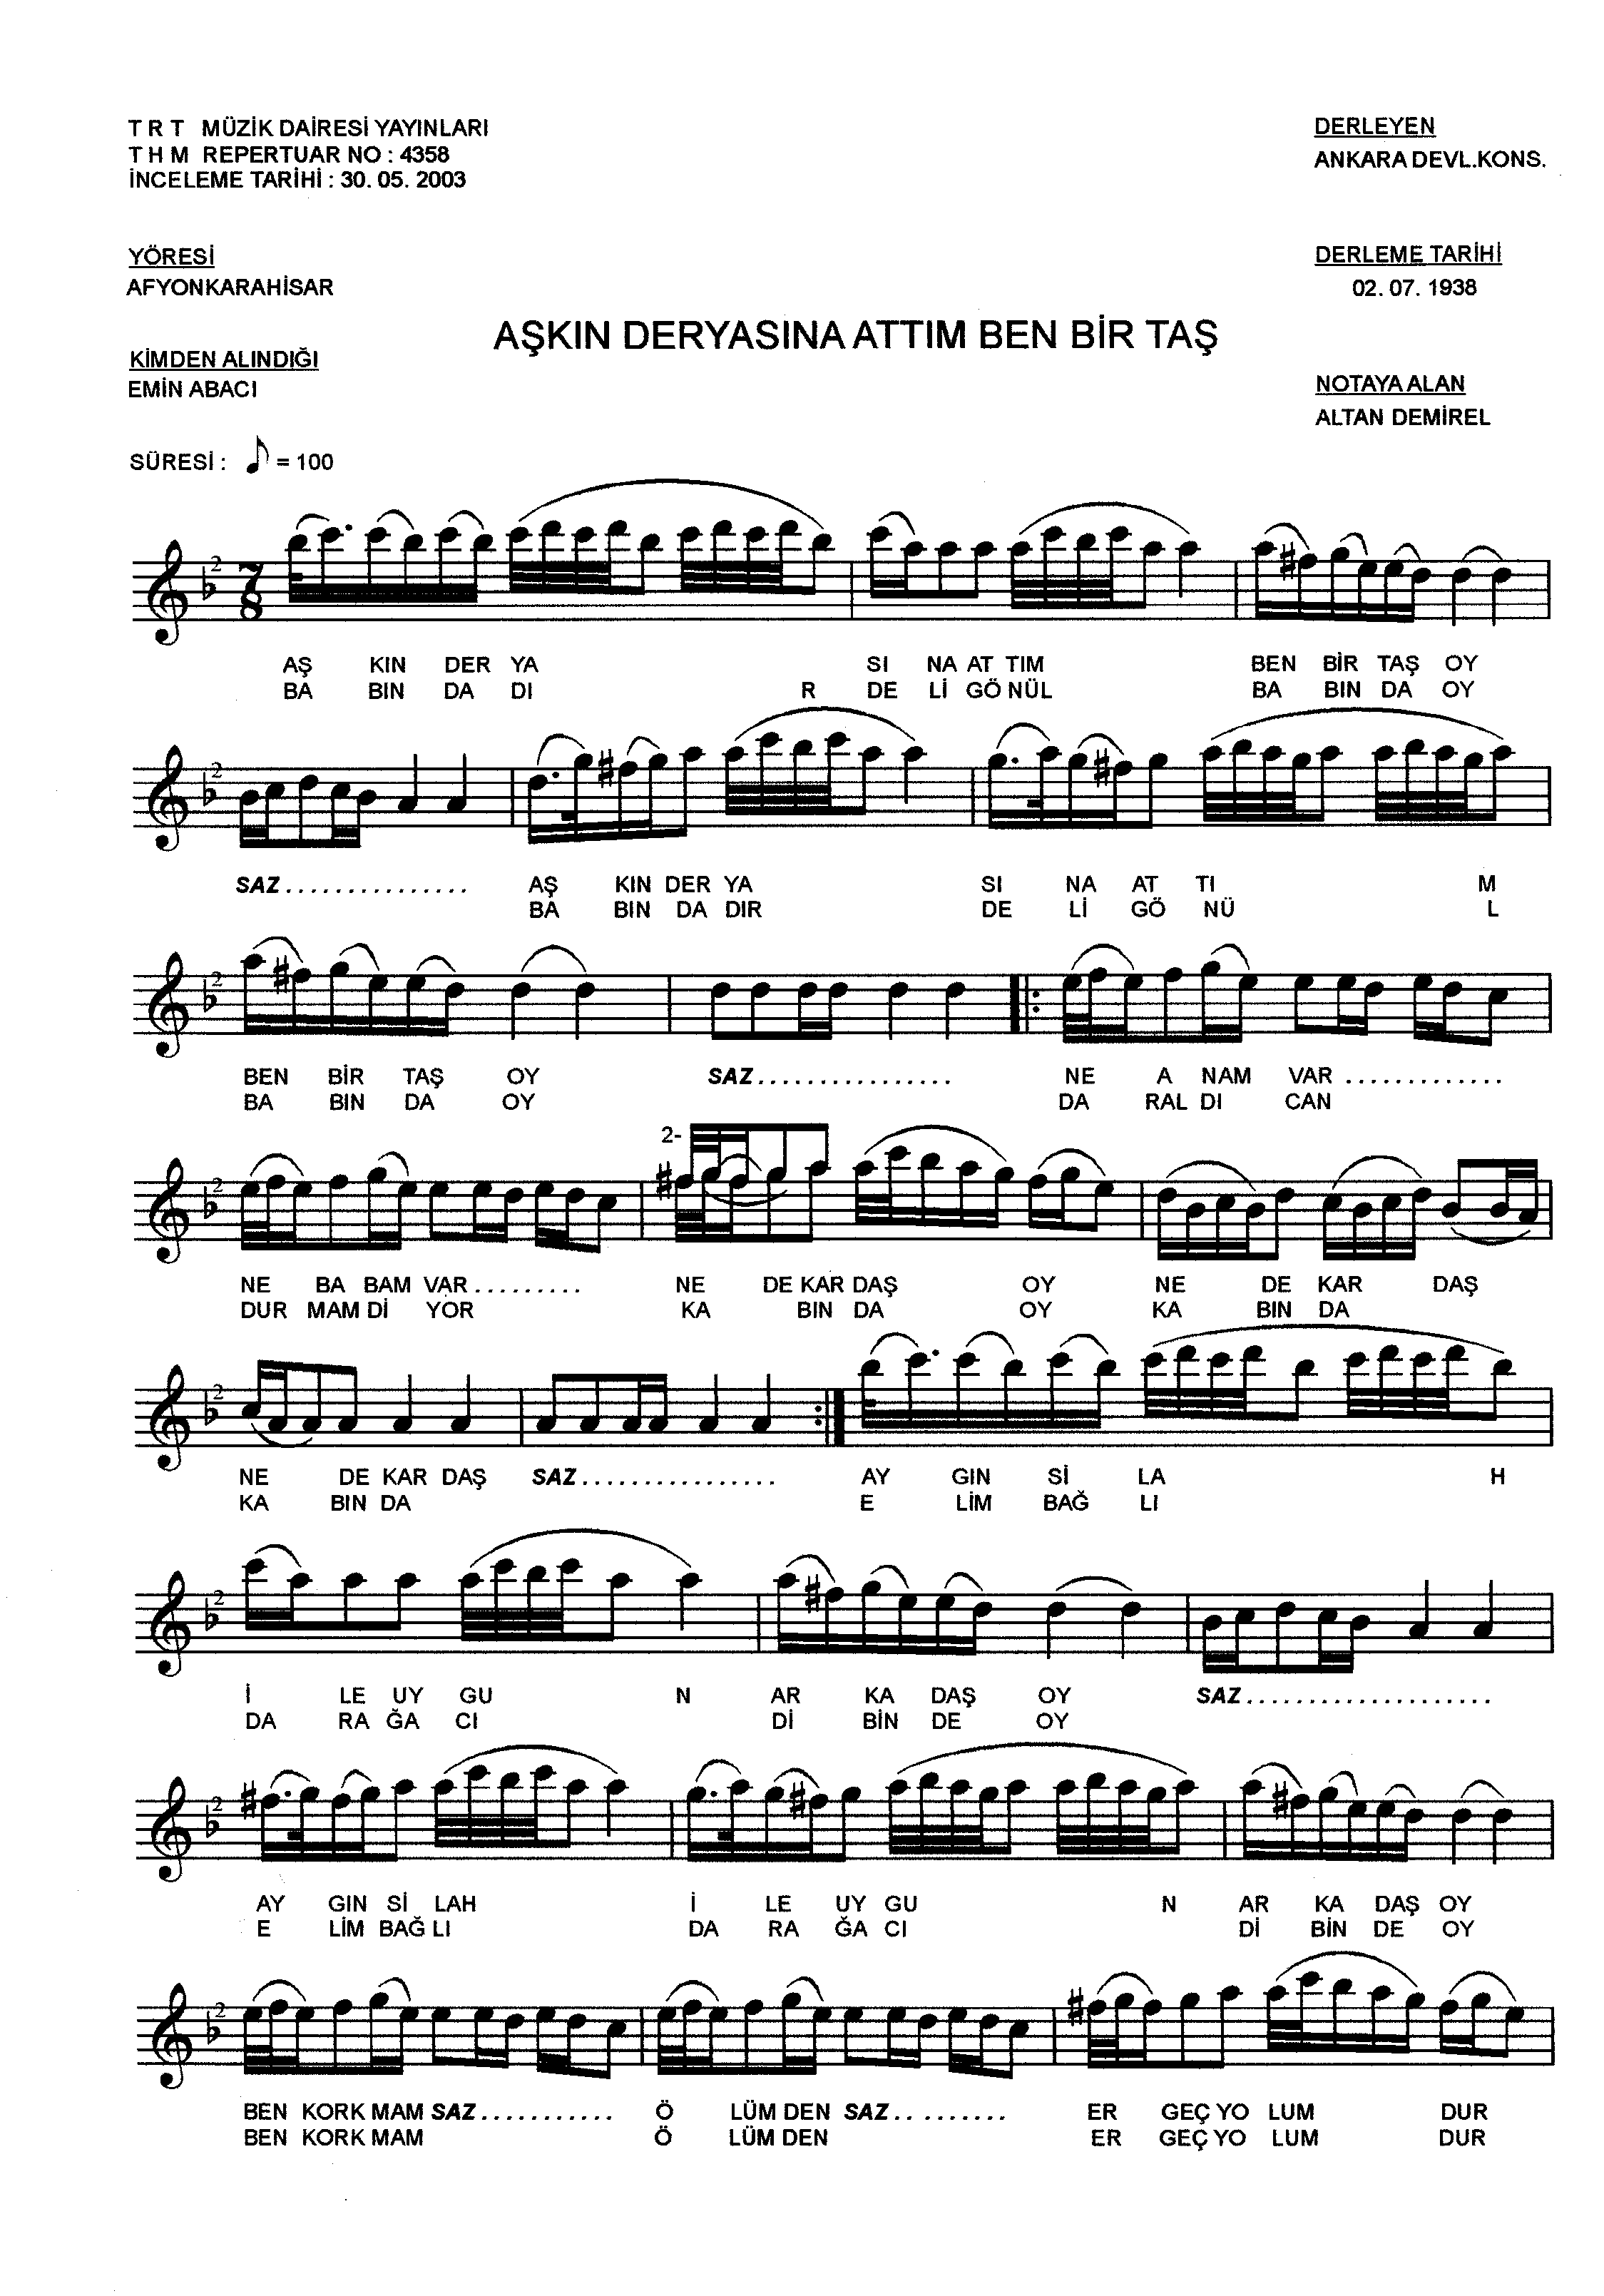 T R T MÜZİK DAİRESİ YAYINLARI
T H M REPERTUAR NO : 4358
İNCELEME TARİHİ : 30. 05. 2003
DERLEYEN
ANKARA DEVL.KONS.
YÖRESİ
AFYONKARAHİSAR
DERLEME TARİHİ
02. 07. 1938
AŞKIN DERYASINA ATTIM BEN BİR TAŞ
KİMDEN ALINDIĞI
EMİN ABACI
NOTAYA ALAN
ALTAN DEMİREL
SÜRESİ : ♪ = 100
2
7
8
AŞ KIN DER YA SI NA AT TIM BEN BİR TAŞ OY
BA BIN DA DI R DE Lİ GÖ NÜL BA BIN DA OY
2
SAZ............... AŞ KIN DER YA SI NA AT TI M
BA BIN DA DIR DE Lİ GÖ NÜ L
2
BEN BİR TAŞ OY SAZ................ NE A NAM VAR .............
BA BIN DA OY DA RAL DI CAN
2
2-
NE BA BAM VAR......... NE DE KAR DAŞ OY NE DE KAR DAŞ
DUR MAM Dİ YOR KA BIN DA OY KA BIN DA
2
NE DE KAR DAŞ SAZ................ AY GIN Sİ LA H
KA BIN DA E LİM BAĞ LI
2
İ LE UY GU N AR KA DAŞ OY SAZ....................
DA RA ĞA CI Dİ BİN DE OY
2
AY GIN Sİ LAH İ LE UY GU N AR KA DAŞ OY
E LİM BAĞ LI DA RA ĞA CI Dİ BİN DE OY
2
BEN KORK MAM SAZ........... Ö LÜM DEN SAZ......... ER GEÇ YO LUM DUR
BEN KORK MAM Ö LÜM DEN ER GEÇ YO LUM DUR